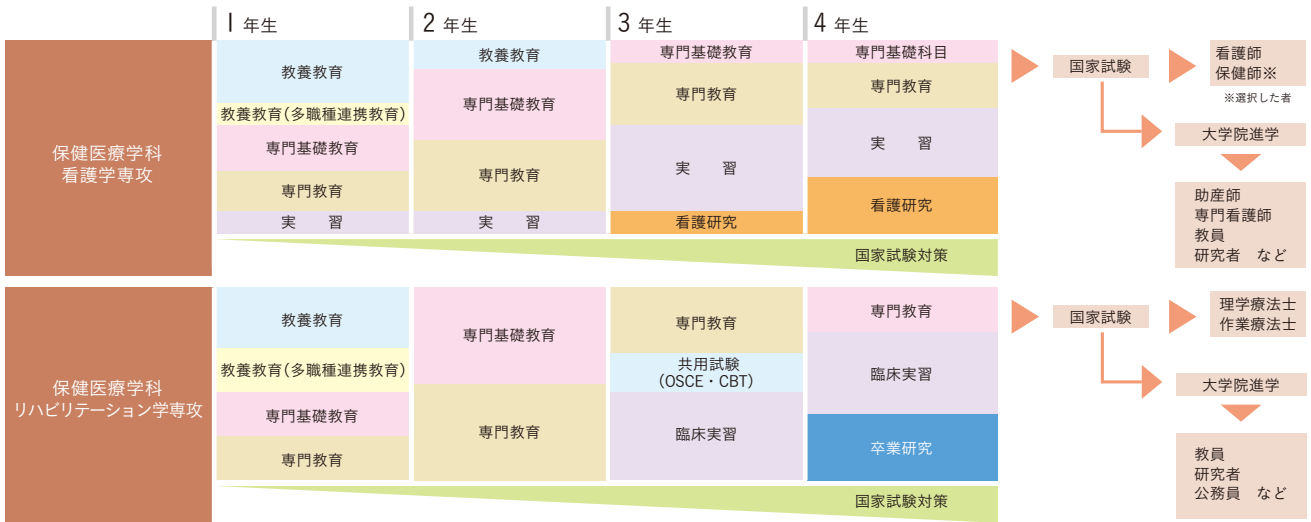 1 年生
2 年生
3 年生
4 年生
保健医療学科
看護学専攻
教養教育
教養教育(多職種連携教育)
専門基礎教育
専門教育
実　習
教養教育
専門基礎教育
専門教育
実　習
専門基礎教育
専門教育
実　習
看護研究
専門基礎科目
専門教育
実　習
看護研究
国家試験対策
国家試験
看護師
保健師※
※選択した者
大学院進学
助産師
専門看護師
教員
研究者　など
保健医療学科
リハビリテーション学専攻
教養教育
教養教育(多職種連携教育)
専門基礎教育
専門教育
専門基礎教育
専門教育
専門教育
共用試験
(OSCE・CBT)
臨床実習
専門教育
臨床実習
卒業研究
国家試験対策
国家試験
理学療法士
作業療法士
大学院進学
教員
研究者
公務員　など